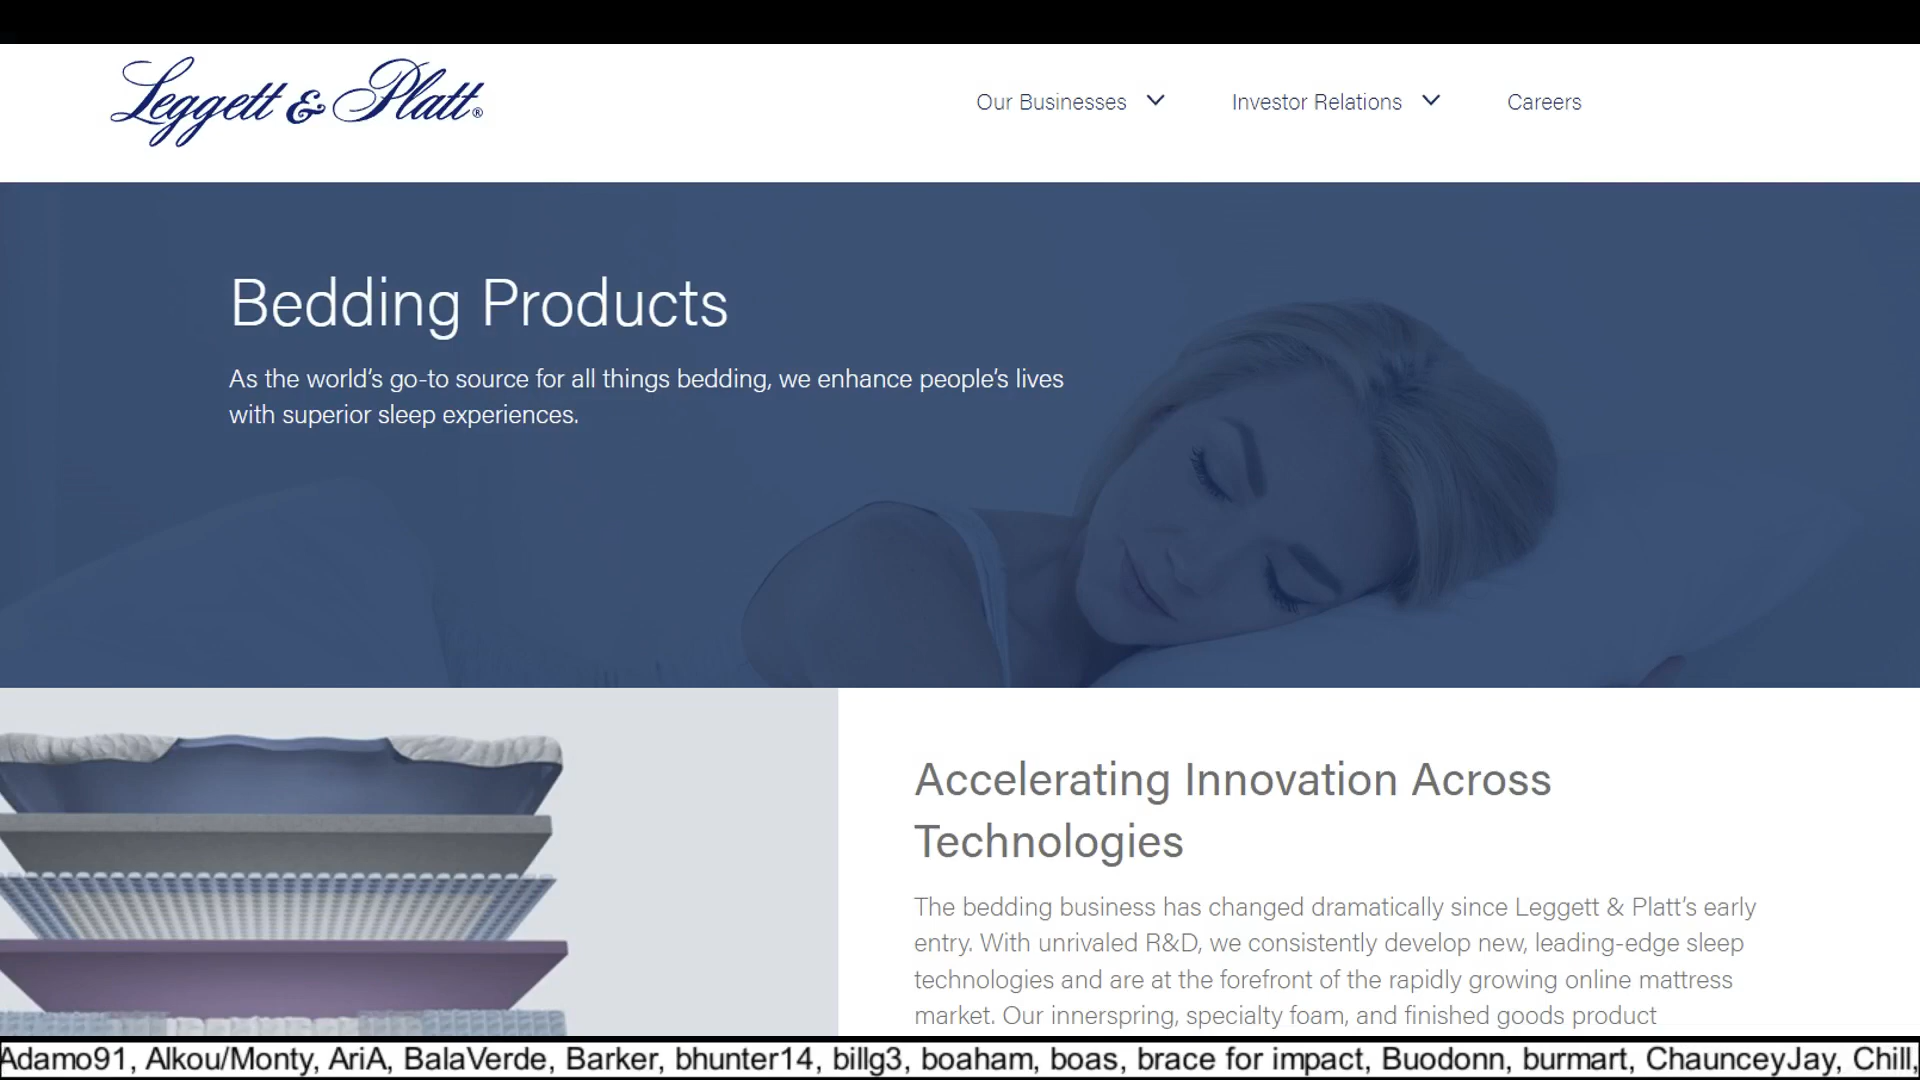 Leggett & Platt®
Our Businesses
Investor Relations
Careers
Bedding Products
As the world's go-to source for all things bedding, we enhance people's lives
with superior sleep experiences.
Accelerating Innovation Across
Technologies
The bedding business has changed dramatically since Leggett & Platt's early
entry. With unrivaled R&D, we consistently develop new, leading-edge sleep
technologies and are at the forefront of the rapidly growing online mattress
market. Our innerspring, specialty foam, and finished goods product
Adamo91, Alkou/Monty, AriA, BalaVerde, Barker, bhunter14, billg3, boaham, boas, brace for impact, Buodonn, burmart, ChaunceyJay, Chill,